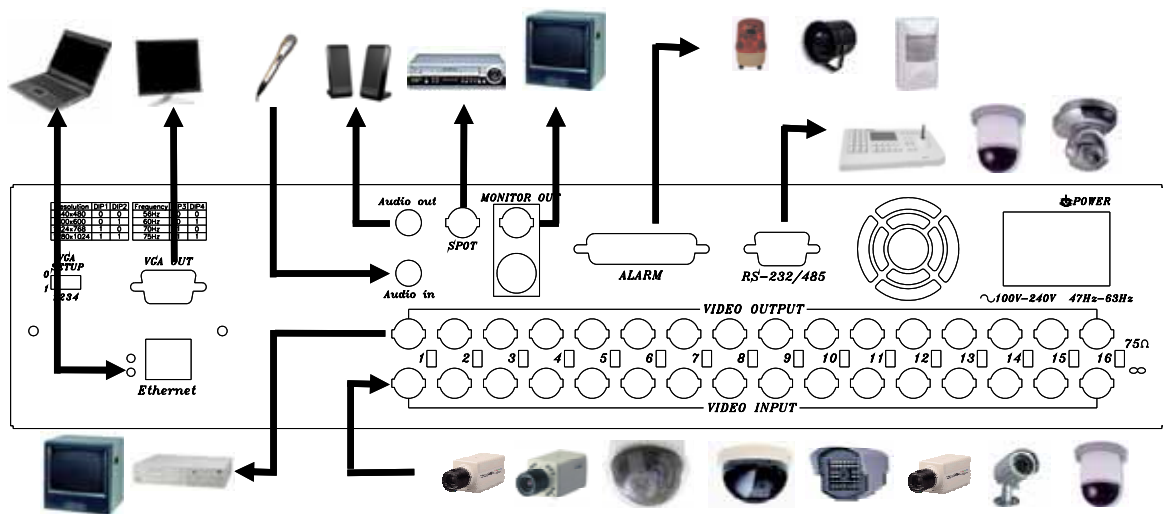 MONITOR OUT
Resolution DIP1 DIP2 Frequency DIP3 DIP4
640x480 0 0 56Hz 0 0
800x600 0 1 60Hz 0 1
1024x768 1 0 70Hz 1 0
1280x1024 1 1 75Hz 1 1
Audio out
POWER
SPOT
VGA
SETUP
VGA OUT
0
1
1234
ALARM
RS-232/485
Audio in
∿100V-240V 47Hz-63Hz
VIDEO OUTPUT
1 2 3 4 5 6 7 8 9 10 11 12 13 14 15 16
75Ω
∞
Ethernet
VIDEO INPUT